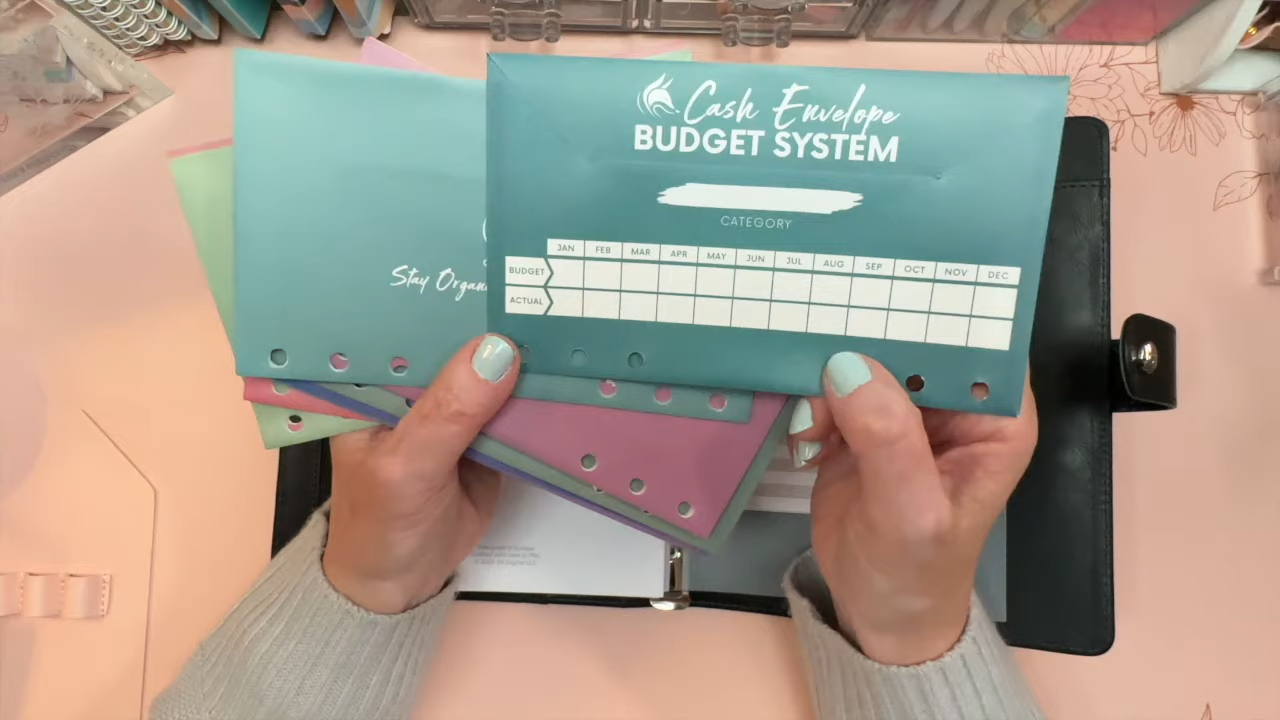 Cash Envelope
BUDGET SYSTEM
CATEGORY
JAN FEB MAR APR MAY JUN JUL AUG SEP OCT NOV DEC
BUDGET
ACTUAL
Stay